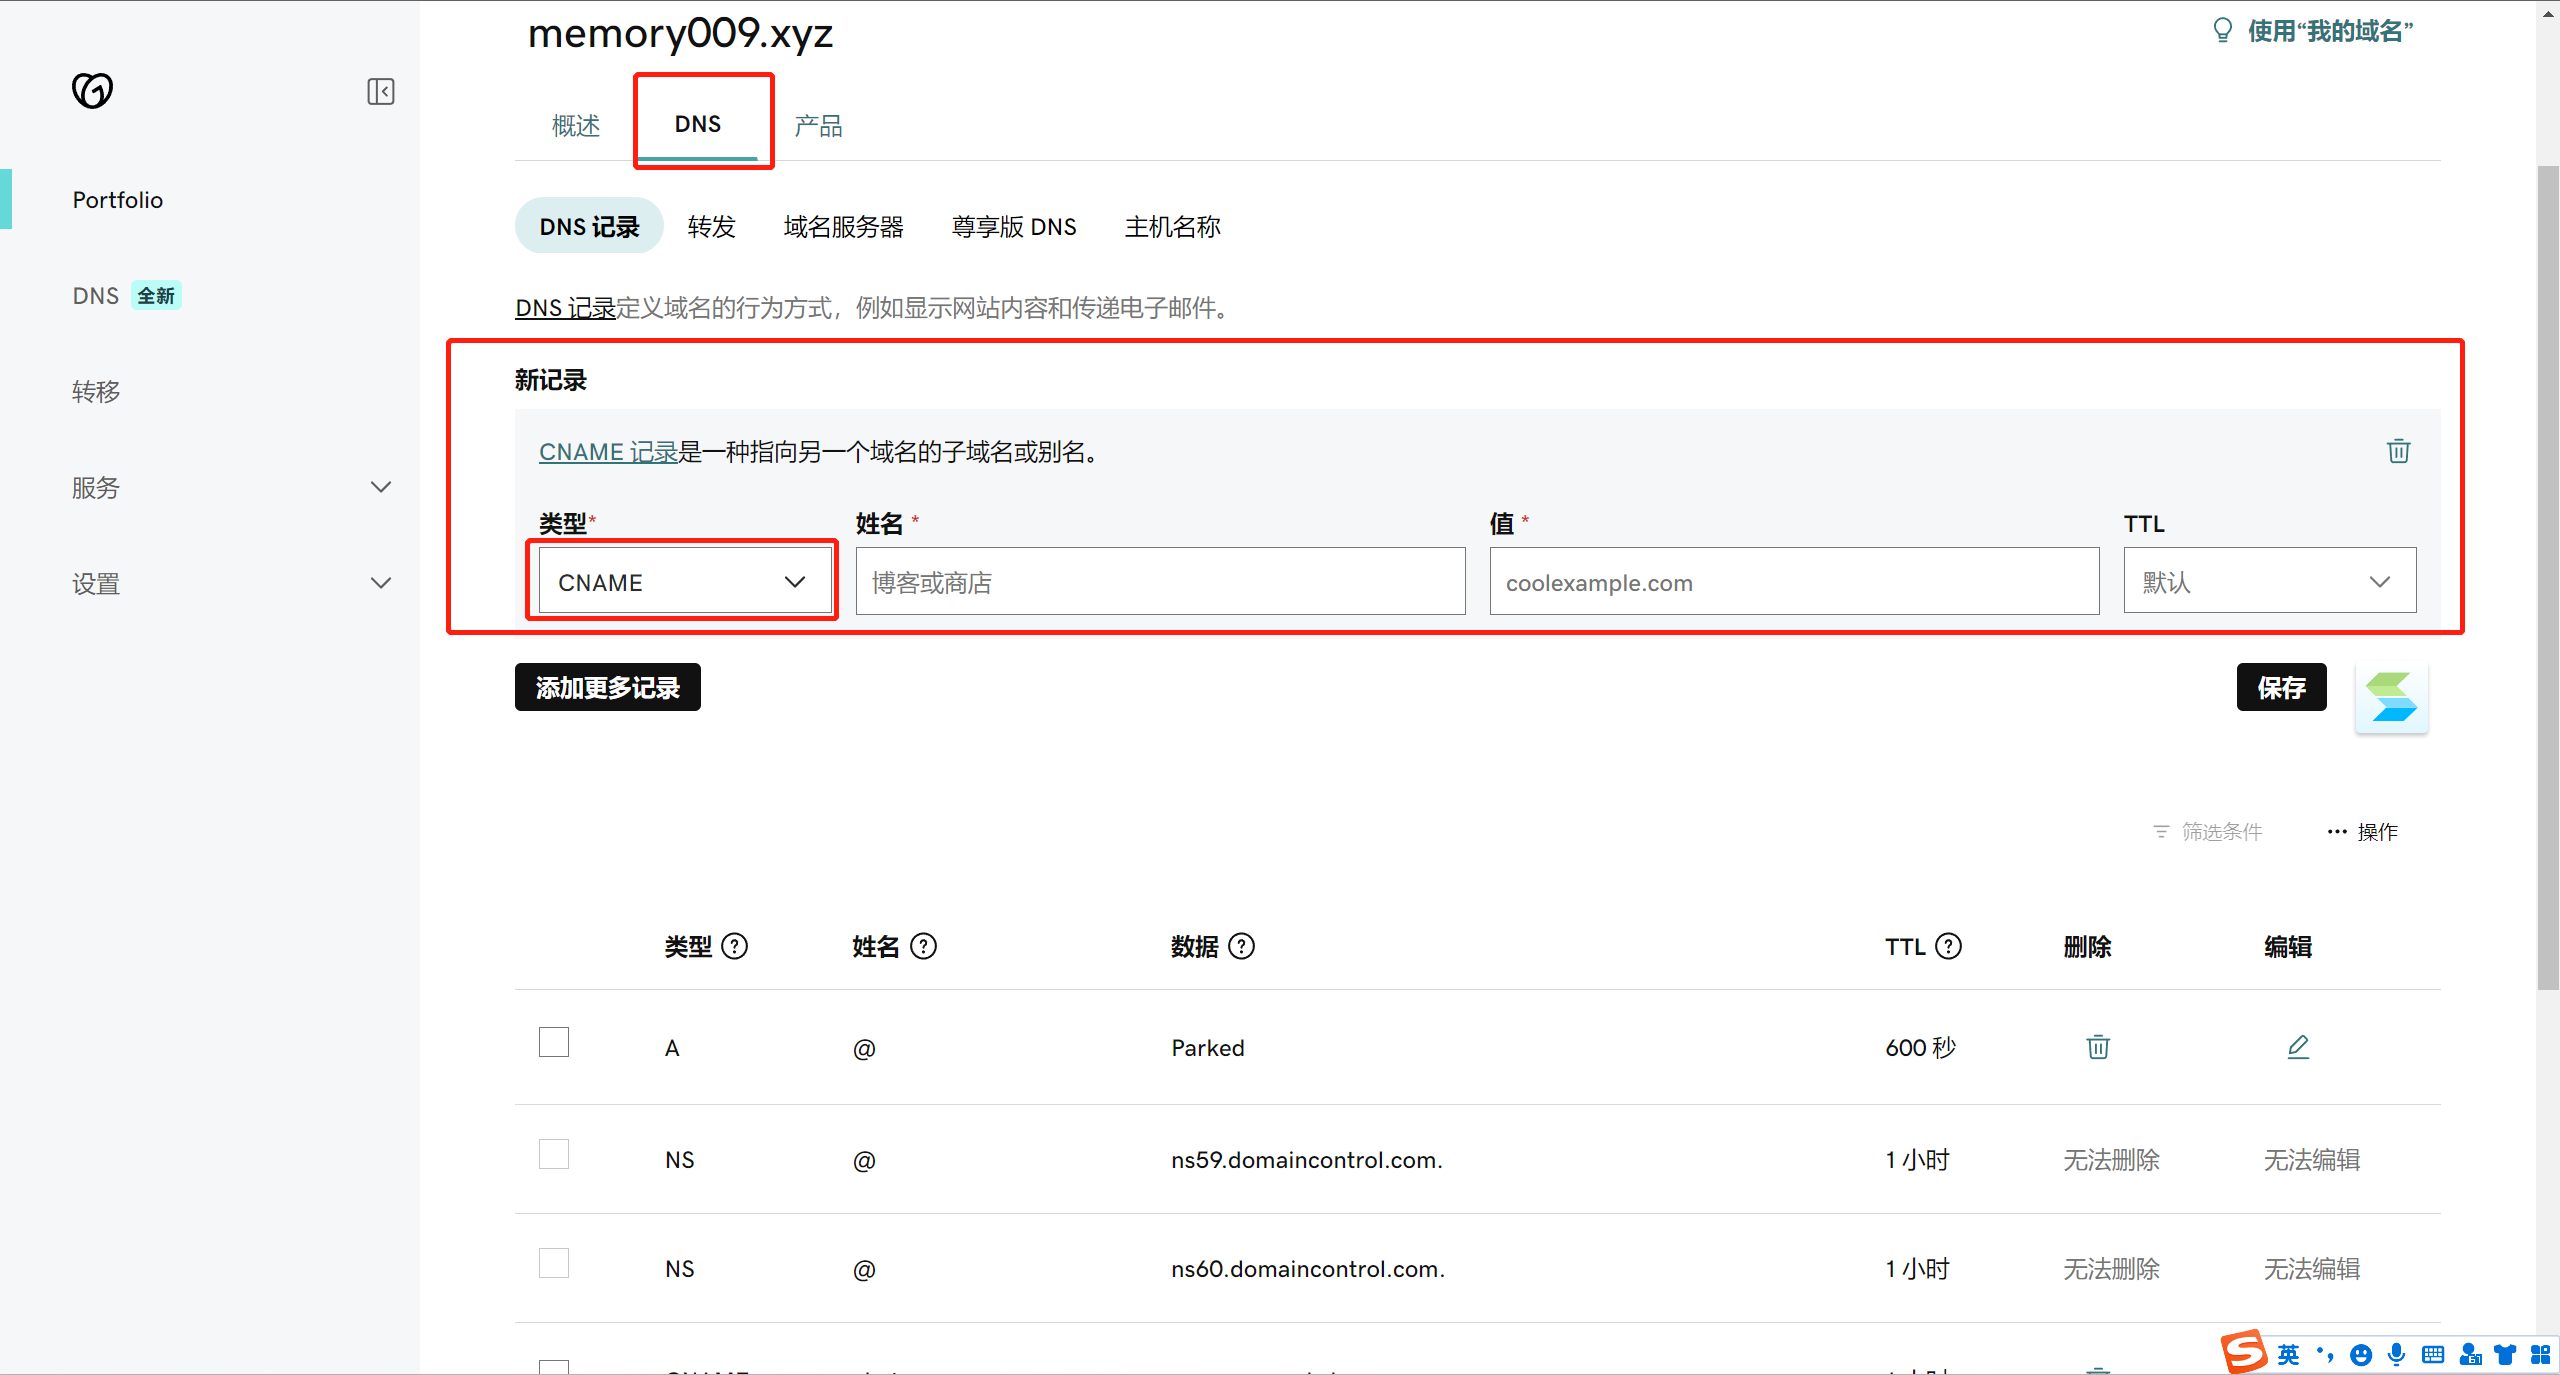 memory009.xyz
使用“我的域名”
概述
DNS
产品
Portfolio
DNS 全新
转移
服务
设置
DNS 记录
转发
域名服务器
尊享版 DNS
主机名称
DNS 记录定义域名的行为方式，例如显示网站内容和传递电子邮件。
新记录
CNAME 记录是一种指向另一个域名的子域名或别名。
类型* 姓名 * 值 * TTL
CNAME 博客或商店 coolexample.com 默认
添加更多记录 保存
筛选条件 操作
类型 姓名 数据 TTL 删除 编辑
A @ Parked 600 秒
NS @ ns59.domaincontrol.com. 1 小时 无法删除 无法编辑
NS @ ns60.domaincontrol.com. 1 小时 无法删除 无法编辑
英